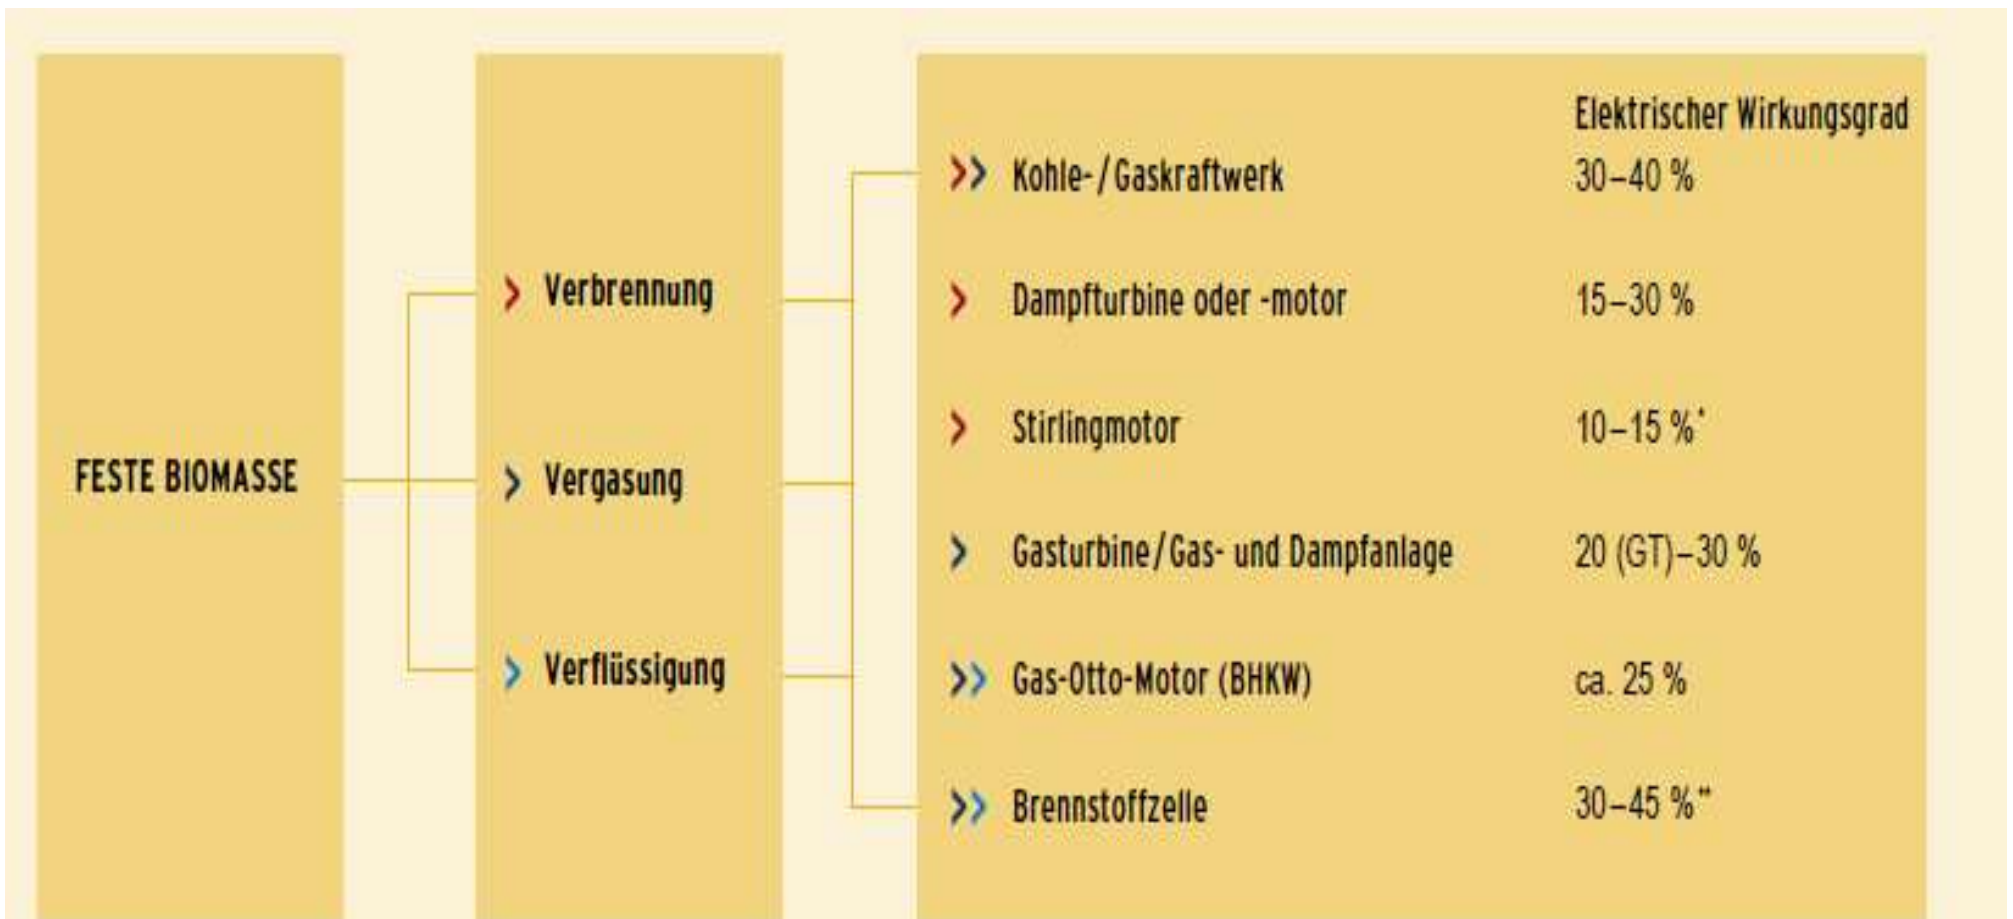 FESTE BIOMASSE
Verbrennung
Vergasung
Verflüssigung
Elektrischer Wirkungsgrad
Kohle-/Gaskraftwerk 30–40 %
Dampfturbine oder -motor 15–30 %
Stirlingmotor 10–15 %*
Gasturbine/Gas- und Dampfanlage 20 (GT)–30 %
Gas-Otto-Motor (BHKW) ca. 25 %
Brennstoffzelle 30–45 %**